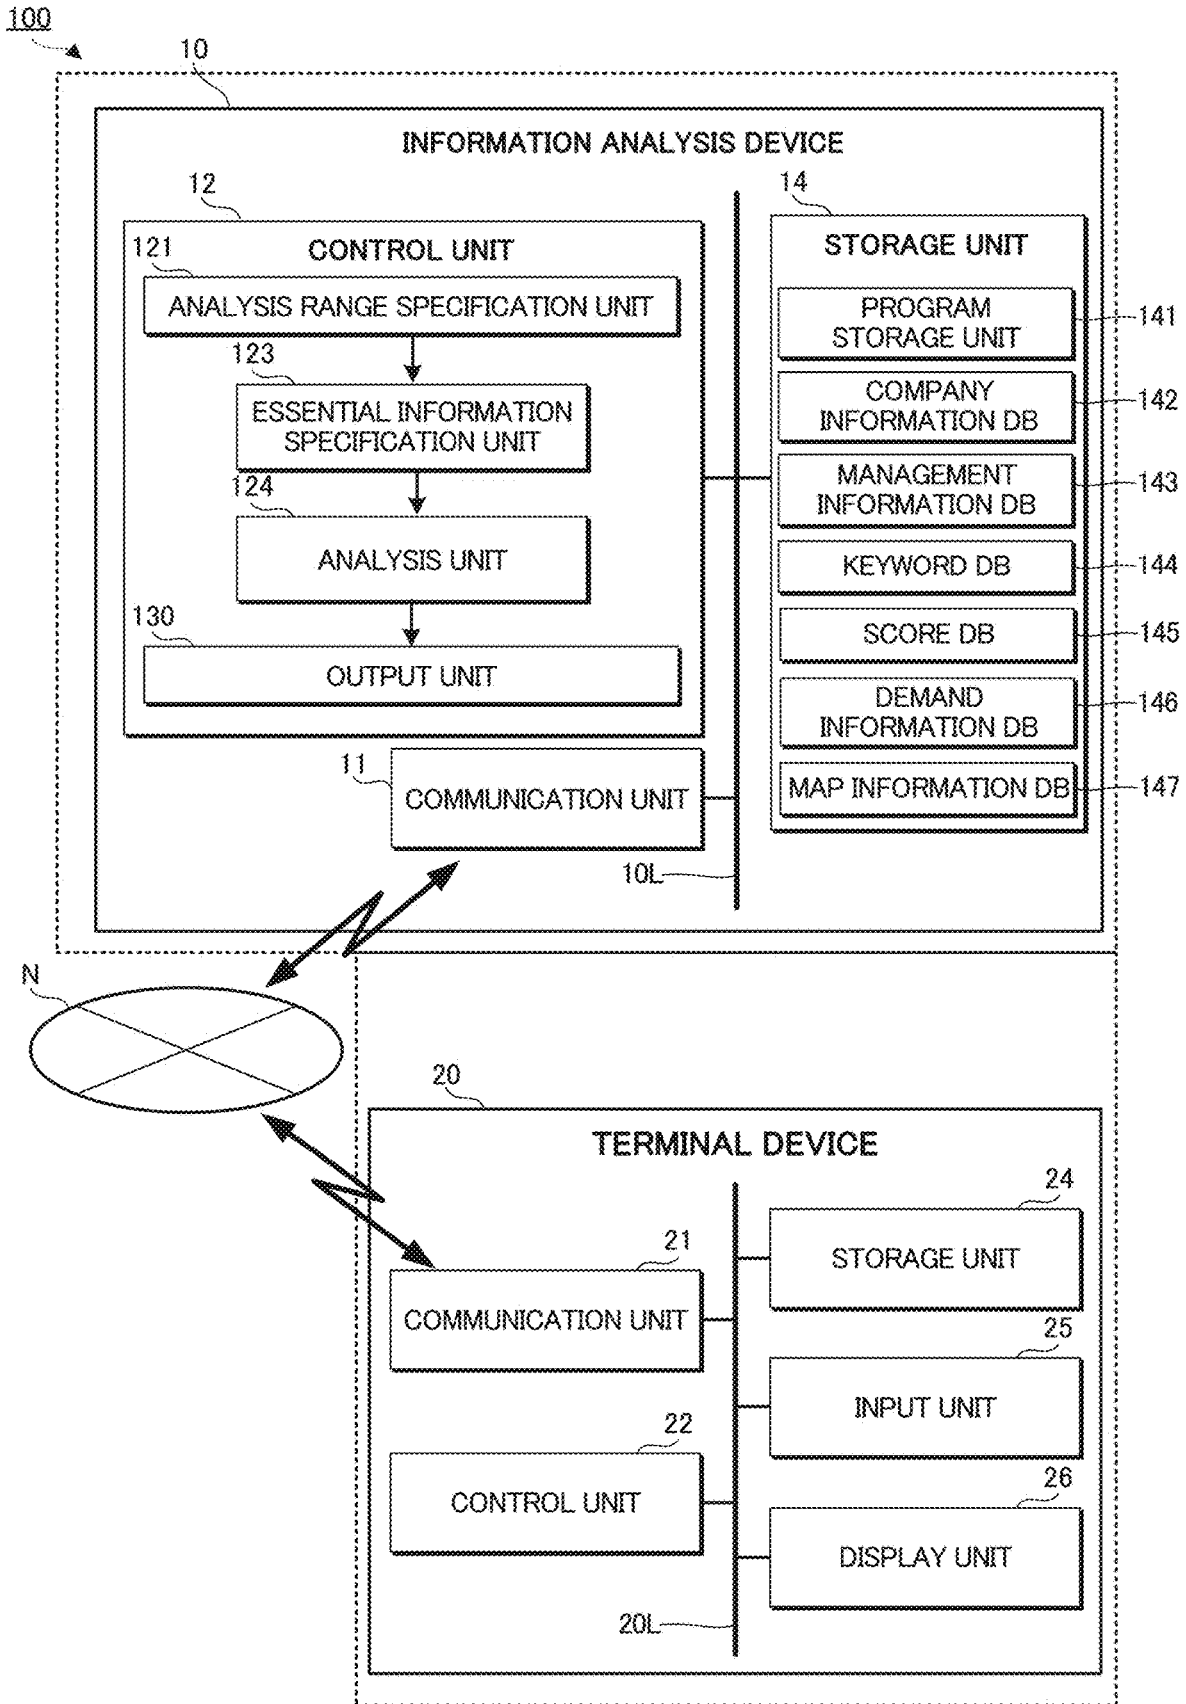 100
10
INFORMATION ANALYSIS DEVICE
12
CONTROL UNIT
121
ANALYSIS RANGE SPECIFICATION UNIT
123
ESSENTIAL INFORMATION
SPECIFICATION UNIT
124
ANALYSIS UNIT
130
OUTPUT UNIT
11
COMMUNICATION UNIT
10L
14
STORAGE UNIT
PROGRAM
STORAGE UNIT
141
COMPANY
INFORMATION DB
142
MANAGEMENT
INFORMATION DB
143
KEYWORD DB
144
SCORE DB
145
DEMAND
INFORMATION DB
146
MAP INFORMATION DB
147
N
20
TERMINAL DEVICE
21
COMMUNICATION UNIT
22
CONTROL UNIT
20L
24
STORAGE UNIT
25
INPUT UNIT
26
DISPLAY UNIT